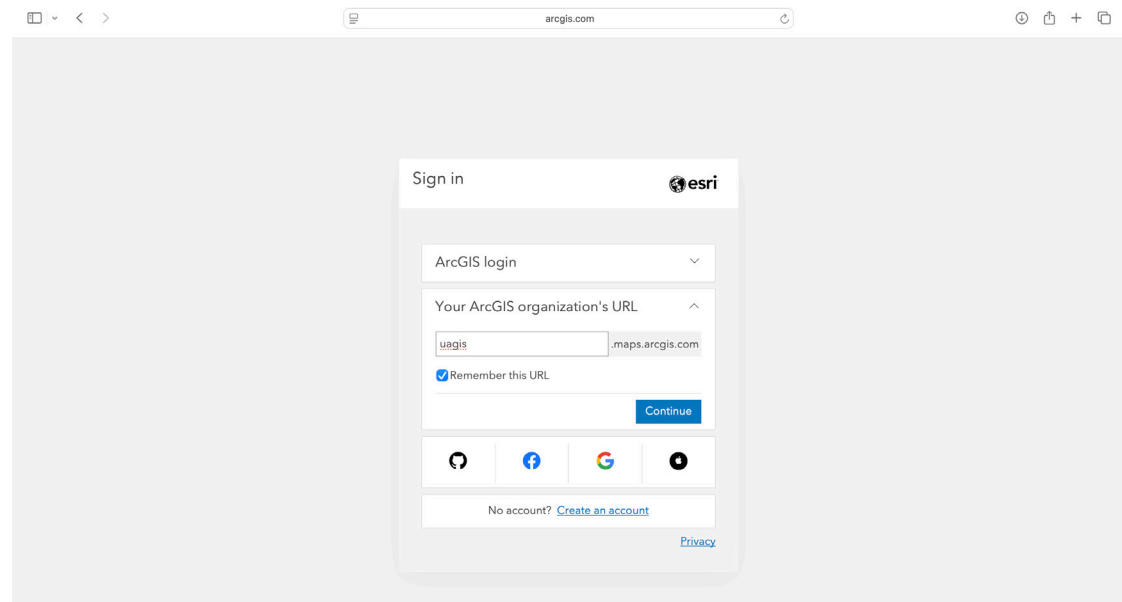 arcgis.com
Sign in
esri
ArcGIS login
Your ArcGIS organization's URL
uagis .maps.arcgis.com
Remember this URL
Continue
No account? Create an account
Privacy